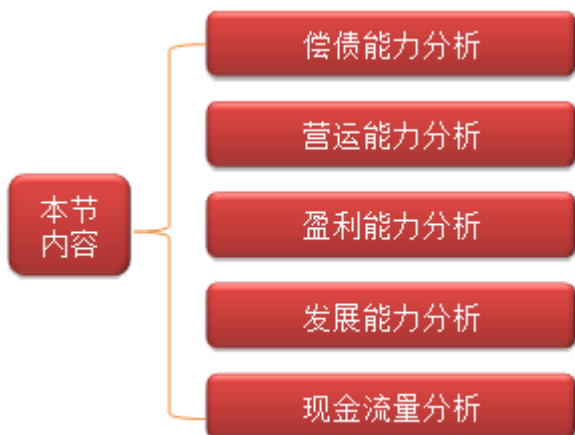 本节
内容
偿债能力分析
营运能力分析
盈利能力分析
发展能力分析
现金流量分析